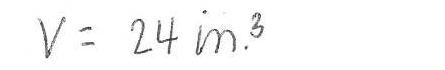 V = 24 in.³